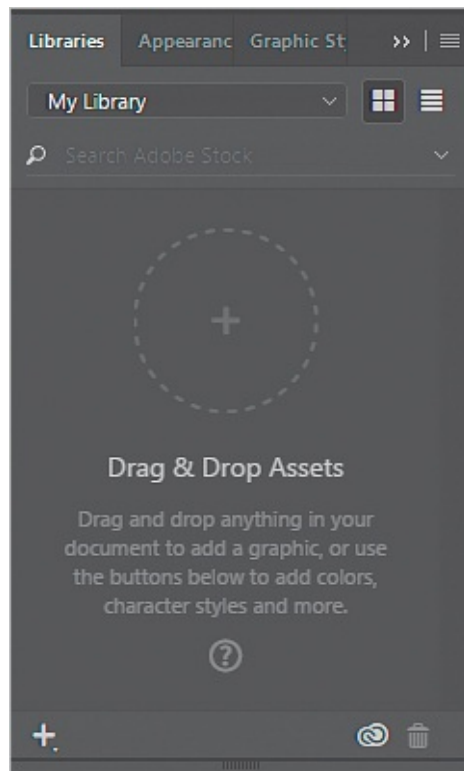 Libraries Appearanc Graphic St
My Library
Search Adobe Stock
Drag & Drop Assets
Drag and drop anything in your
document to add a graphic, or use
the buttons below to add colors,
character styles and more.